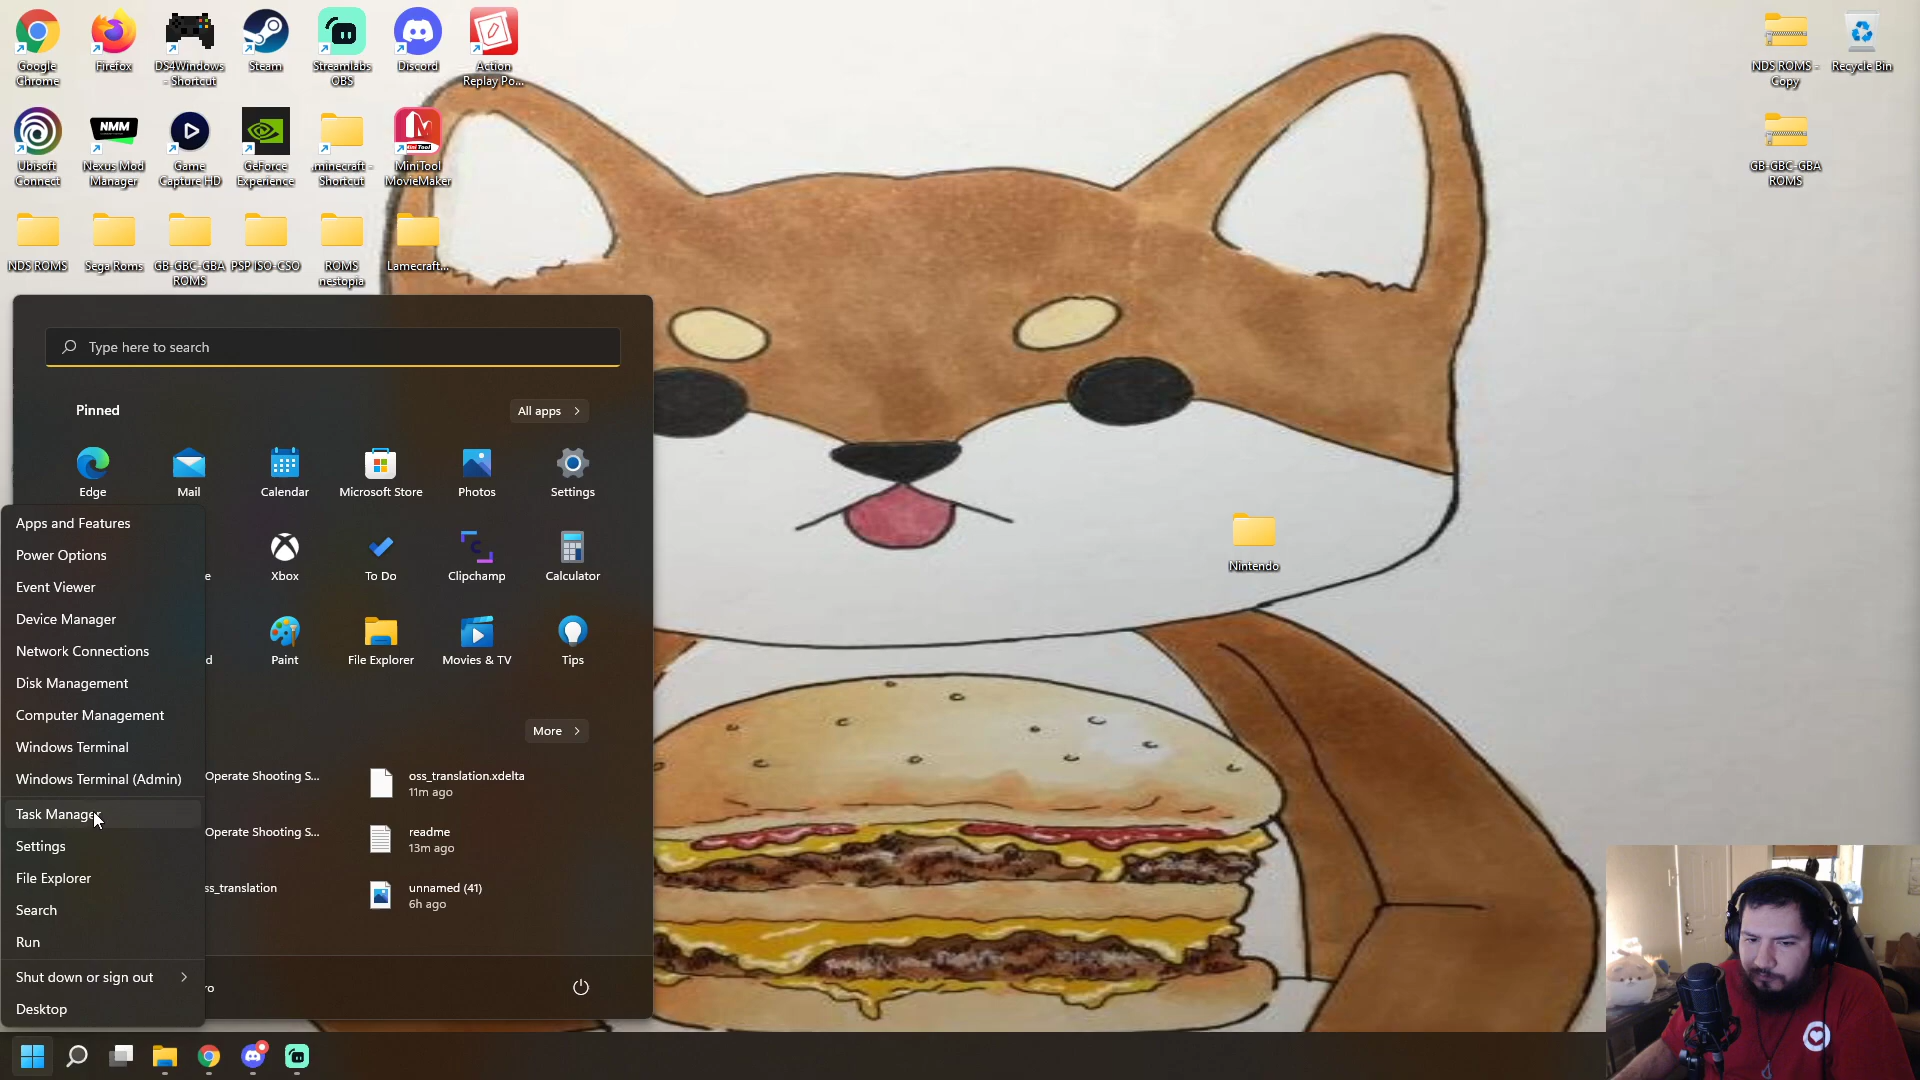 Google
Chrome
Firefox
DS4Windows
- Shortcut
Steam
Streamlabs
OBS
Discord
Action
Replay Po...
NDS ROMS -
Copy
Recycle Bin
Ubisoft
Connect
NMM
Nexus Mod
Manager
Game
Capture HD
GeForce
Experience
.minecraft -
Shortcut
Mini Tool
MiniTool
MovieMaker
GB-GBC-GBA
ROMS
NDS ROMS
Sega Roms
GB-GBC-GBA
ROMS
PSP ISO-CSO
ROMS
nestopia
Lamecraft...
Type here to search
Pinned
All apps
Edge
Mail
Calendar
Microsoft Store
Photos
Settings
e
Xbox
To Do
Clipchamp
Calculator
d
Paint
File Explorer
Movies & TV
Tips
More
Operate Shooting S...
oss_translation.xdelta
11m ago
Operate Shooting S...
readme
13m ago
ss_translation
unnamed (41)
6h ago
ro
Apps and Features
Power Options
Event Viewer
Device Manager
Network Connections
Disk Management
Computer Management
Windows Terminal
Windows Terminal (Admin)
Task Manager
Settings
File Explorer
Search
Run
Shut down or sign out
Desktop
Nintendo